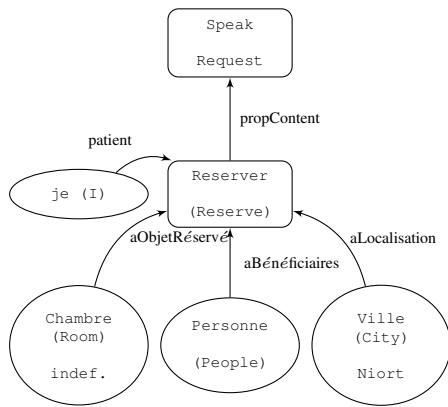 Speak
Request
propContent
patient
Reserver
je (I)
(Reserve)
aObjetRéservé
aLocalisation
aBénéficiaires
Chambre
(Room)
indef.
Personne
(People)
Ville
(City)
Niort